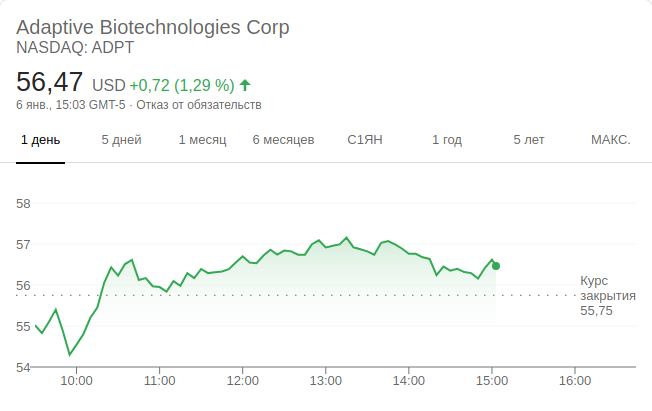 Adaptive Biotechnologies Corp
NASDAQ: ADPT
56,47 USD +0,72 (1,29 %) ↑
6 янв., 15:03 GMT-5 · Отказ от обязательств
1 день 5 дней 1 месяц 6 месяцев С1ЯН 1 год 5 лет МАКС.
58
57
56
55
54
Курс
закрытия
55,75
10:00 11:00 12:00 13:00 14:00 15:00 16:00